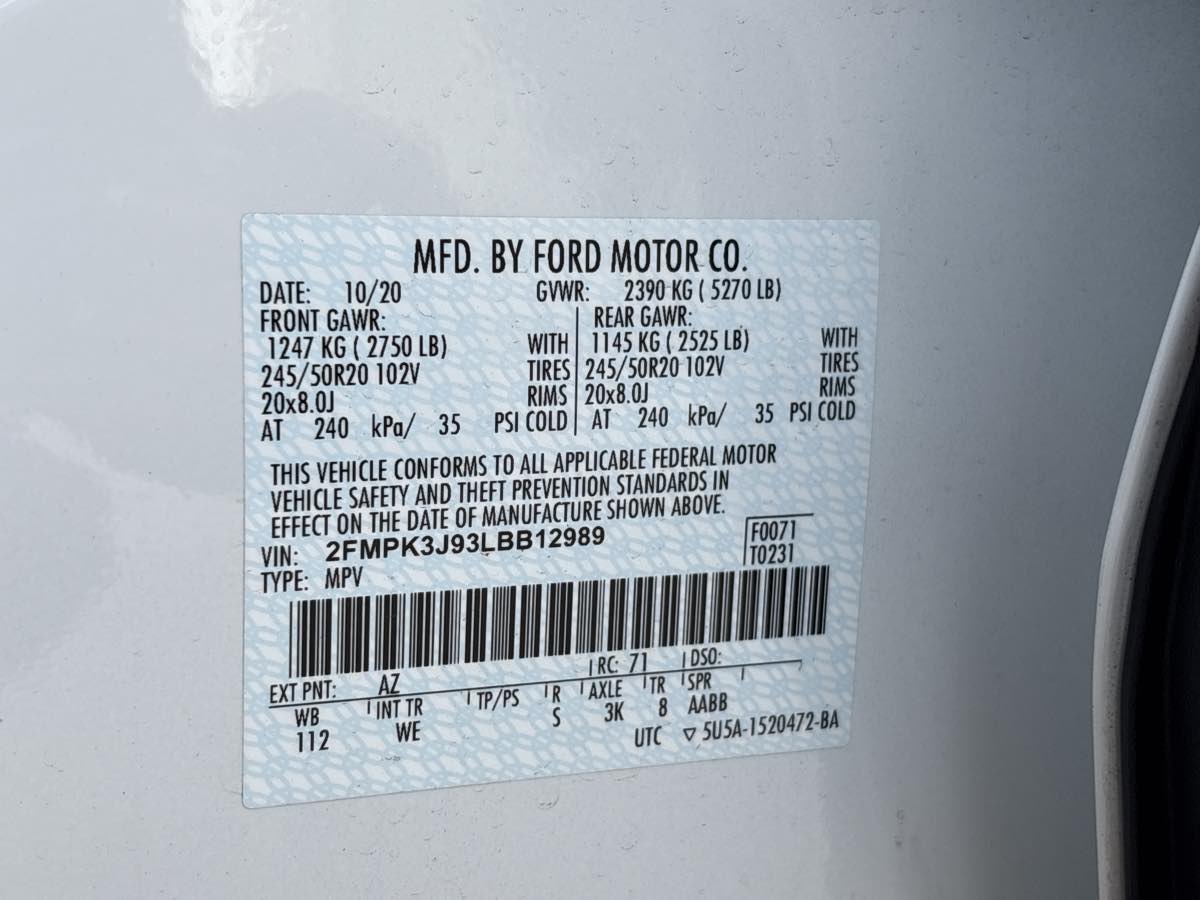 MFD. BY FORD MOTOR CO.
DATE: 10/20 GVWR: 2390 KG ( 5270 LB)
FRONT GAWR: REAR GAWR:
1247 KG ( 2750 LB) WITH 1145 KG ( 2525 LB) WITH
245/50R20 102V TIRES 245/50R20 102V TIRES
20x8.0J RIMS 20x8.0J RIMS
AT 240 kPa/ 35 PSI COLD AT 240 kPa/ 35 PSI COLD
THIS VEHICLE CONFORMS TO ALL APPLICABLE FEDERAL MOTOR
VEHICLE SAFETY AND THEFT PREVENTION STANDARDS IN
EFFECT ON THE DATE OF MANUFACTURE SHOWN ABOVE.
VIN: 2FMPK3J93LBB12989 F0071
TYPE: MPV T0231
EXT PNT: AZ RC: 71 DSO:
WB INT TR TP/PS R AXLE TR SPR
112 WE S 3K 8 AABB
UTC ▽ 5U5A-1520472-BA